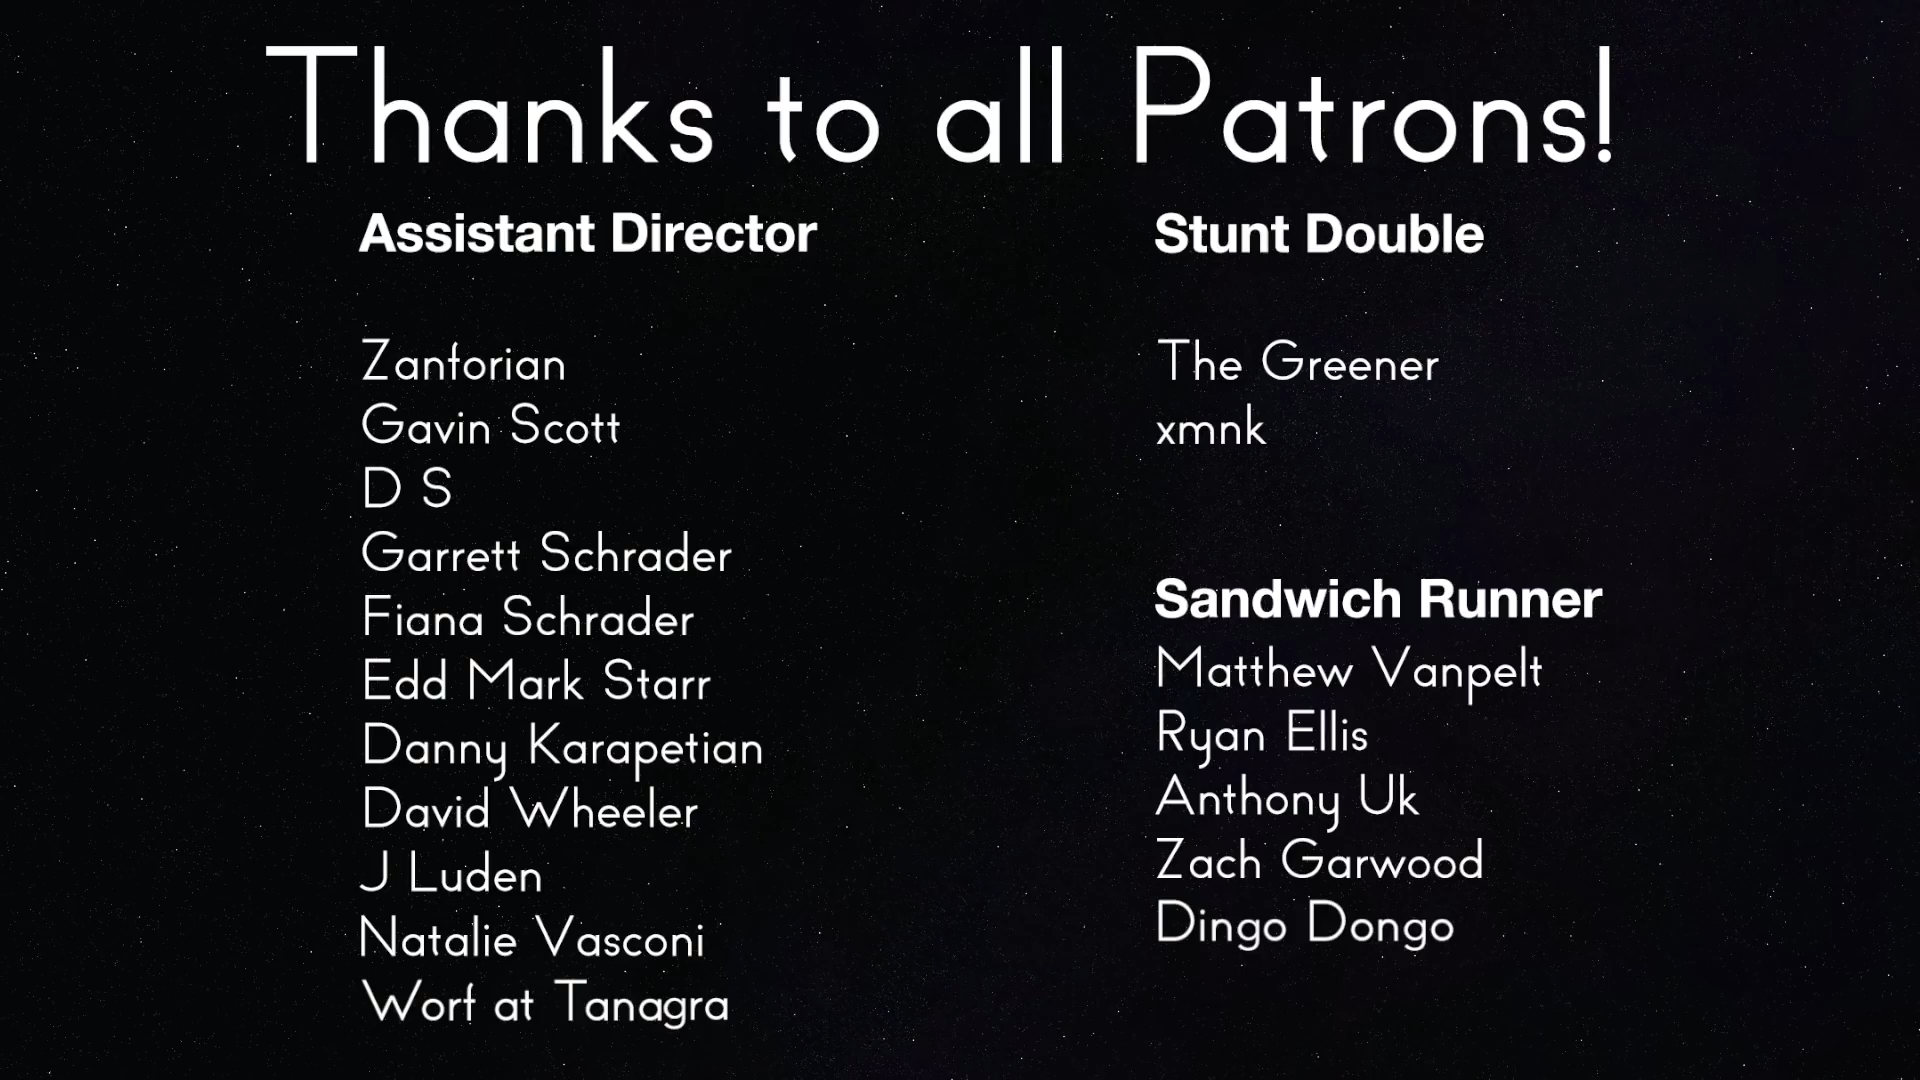 Thanks to all Patrons!
Assistant Director
Zanforian
Gavin Scott
D S
Garrett Schrader
Fiana Schrader
Edd Mark Starr
Danny Karapetian
David Wheeler
J Luden
Natalie Vasconi
Worf at Tanagra
Stunt Double
The Greener
xmnk
Sandwich Runner
Matthew Vanpelt
Ryan Ellis
Anthony Uk
Zach Garwood
Dingo Dongo